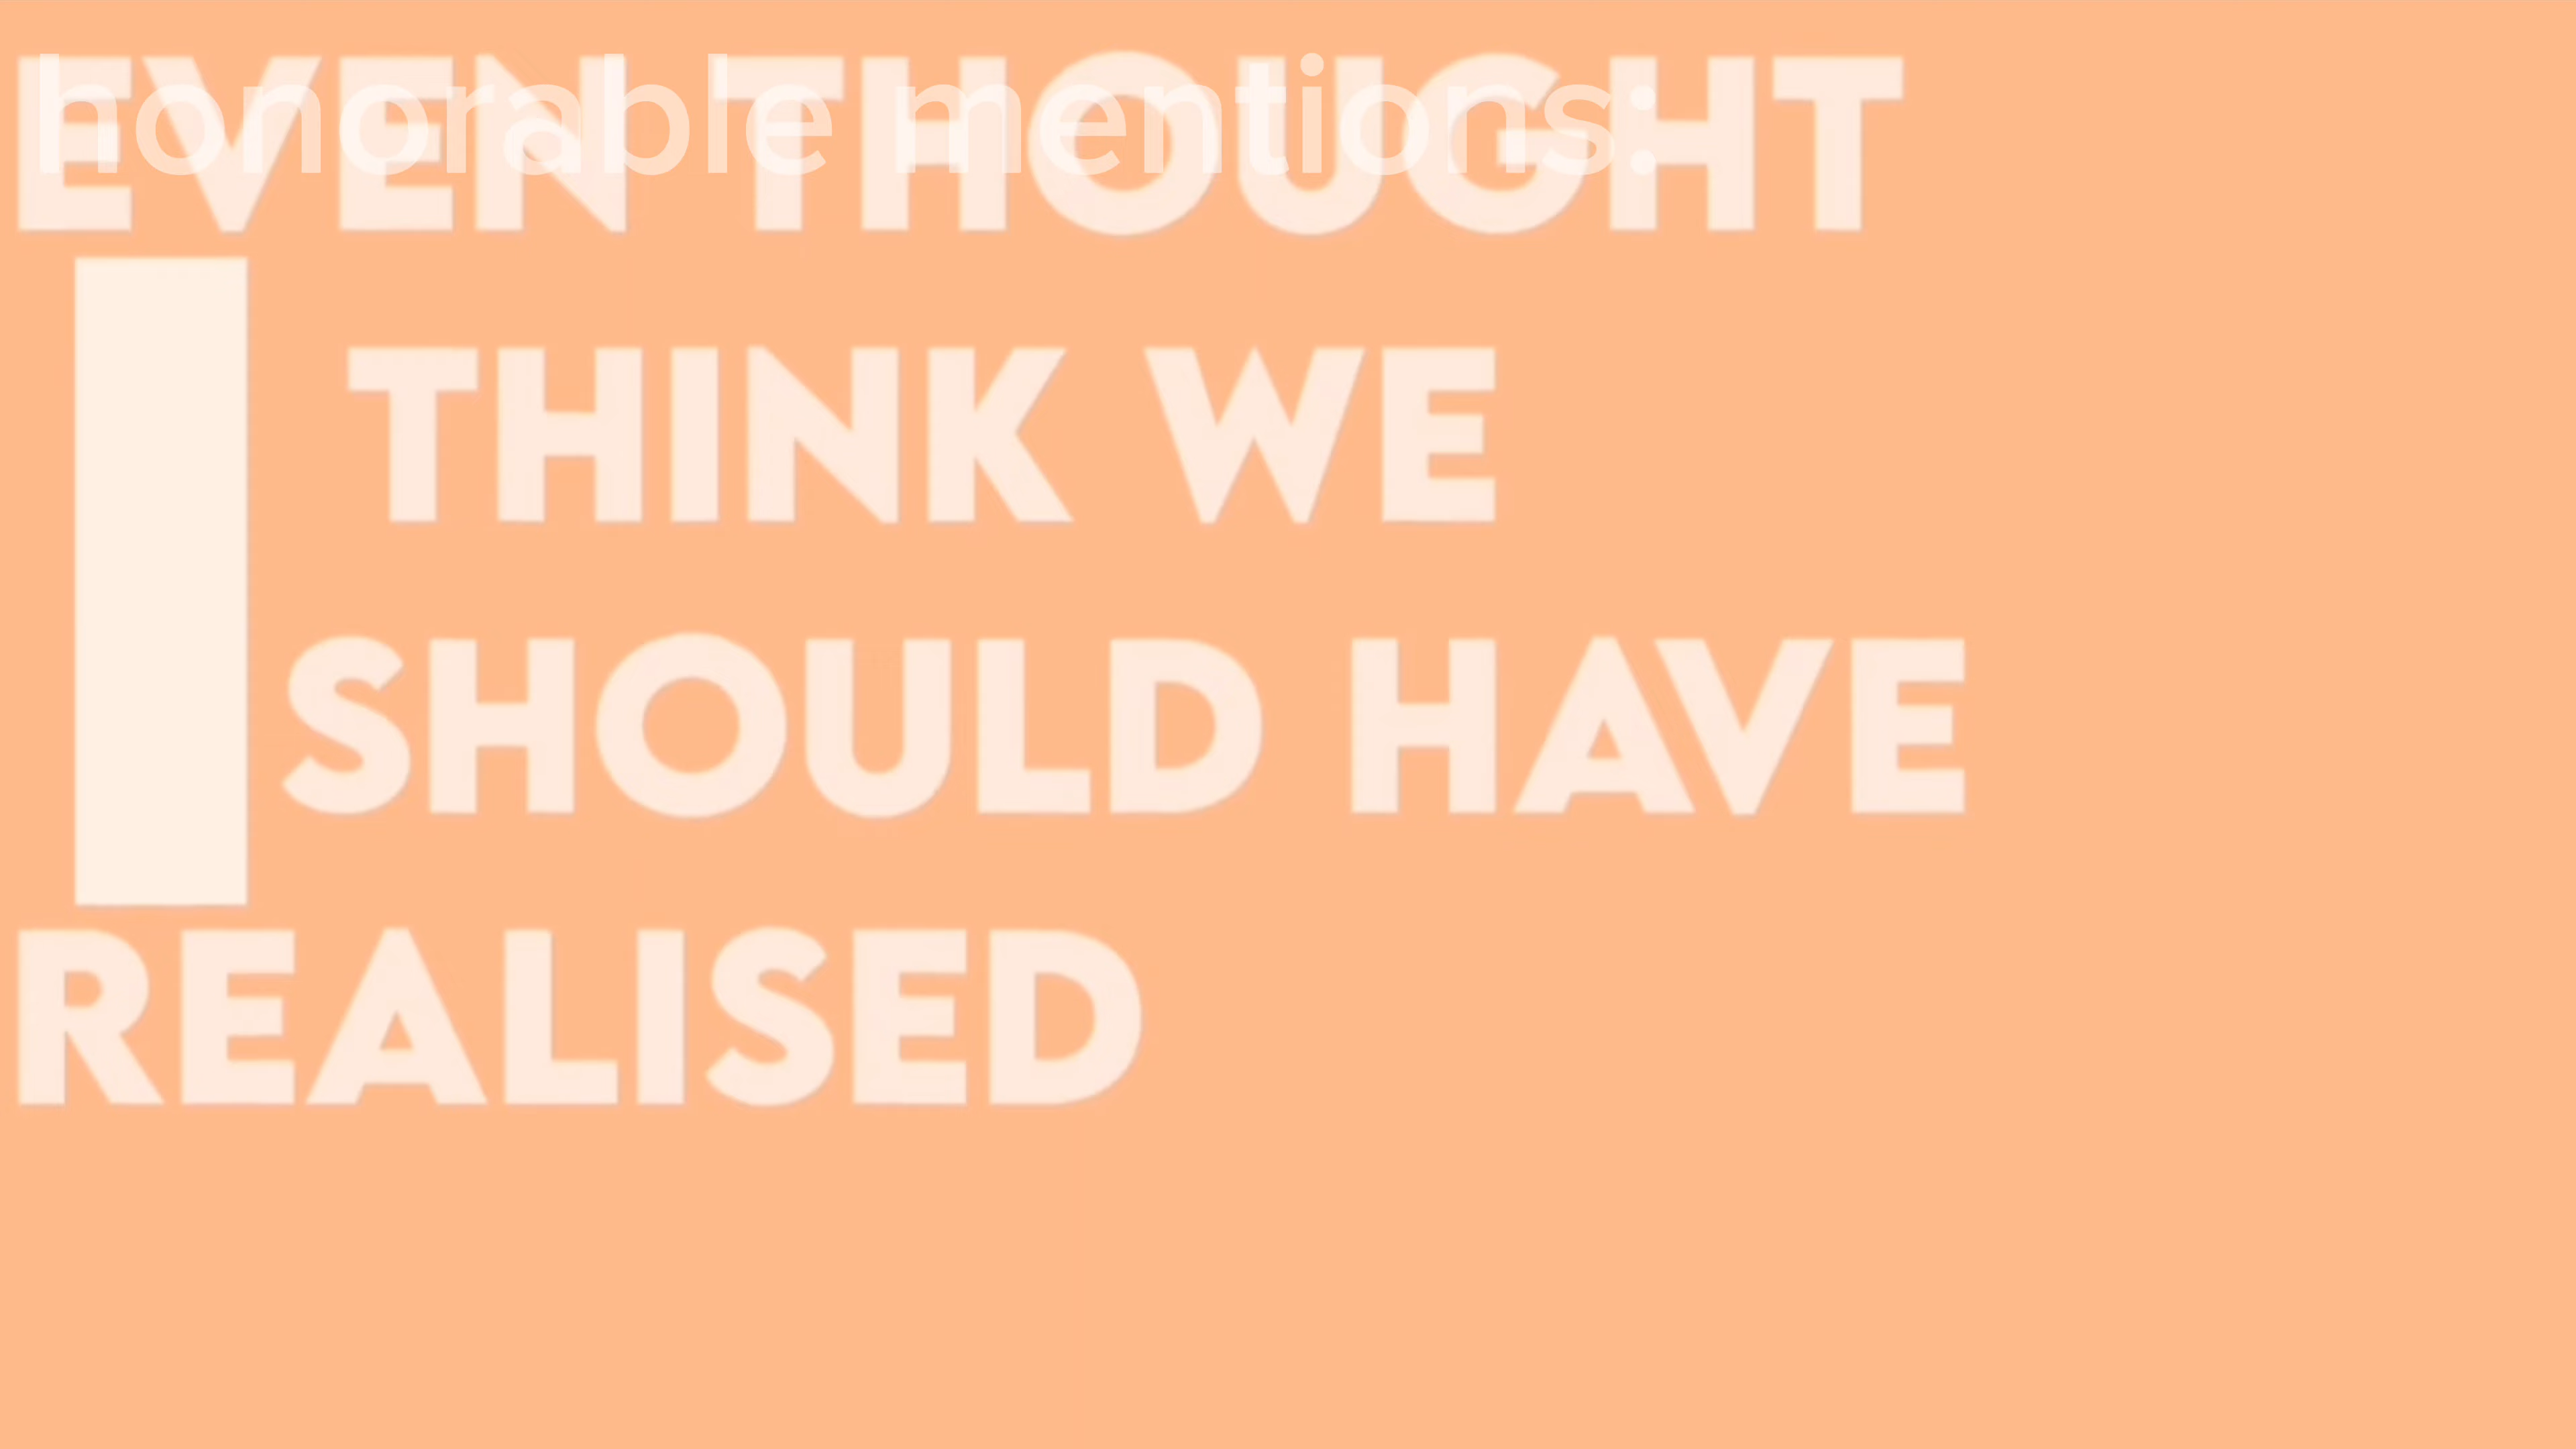 honorable mentions:
EVEN THOUGHT
I THINK WE
SHOULD HAVE
REALISED